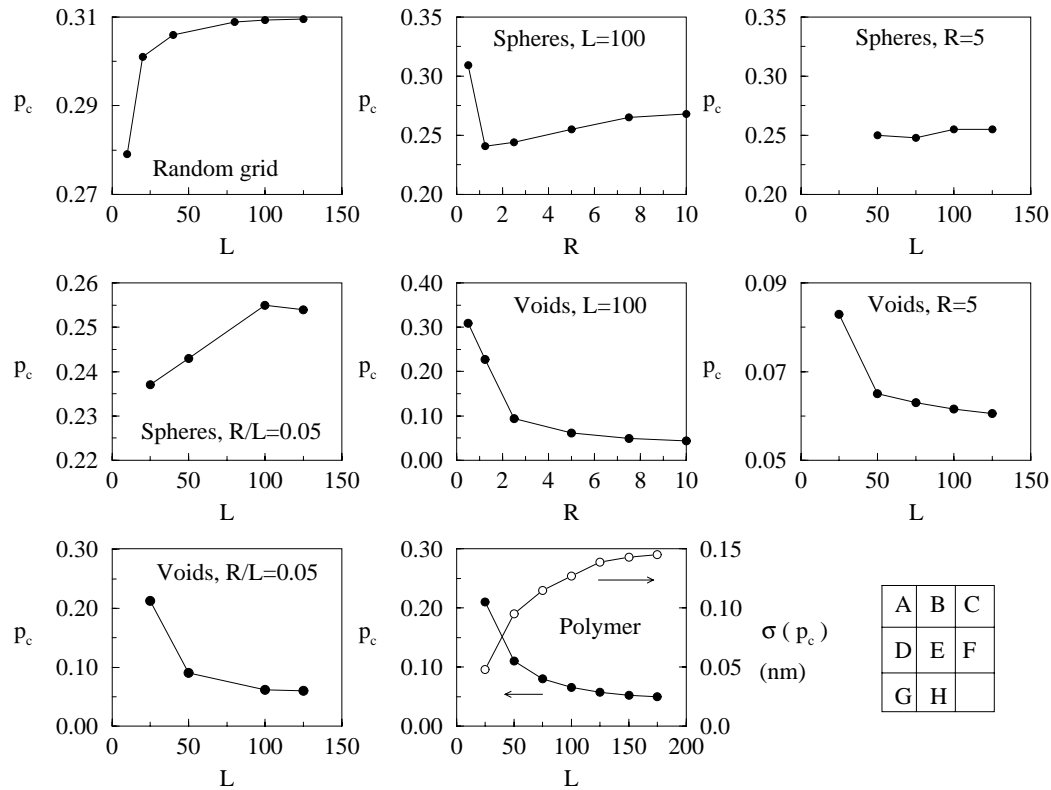 0.31
0.29
0.27
p_c
Random grid
0 50 100 150
L
0.35
0.30
0.25
0.20
p_c
Spheres, L=100
0 2 4 6 8 10
R
0.35
0.30
0.25
0.20
p_c
Spheres, R=5
0 50 100 150
L
0.26
0.25
0.24
0.23
0.22
p_c
Spheres, R/L=0.05
0 50 100 150
L
0.40
0.30
0.20
0.10
0.00
p_c
Voids, L=100
0 2 4 6 8 10
R
0.09
0.07
0.05
p_c
Voids, R=5
0 50 100 150
L
0.30
0.20
0.10
0.00
p_c
Voids, R/L=0.05
0 50 100 150
L
0.30
0.20
0.10
0.00
p_c
Polymer
0 50 100 150 200
L
0.15
0.10
0.05
0.0
σ ( p_c )
(nm)
A B C
D E F
G H